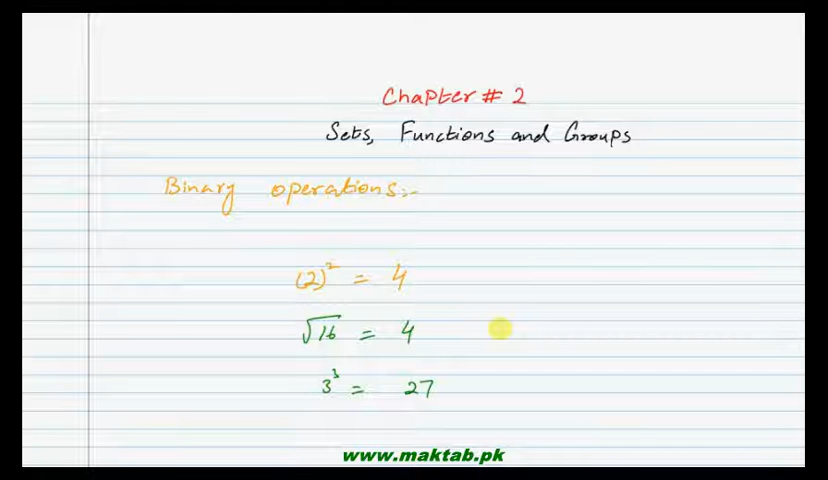 Chapter # 2
Sets, Functions and Groups
Binary operations:-
(2)² = 4
√16 = 4
3³ = 27
www.maktab.pk